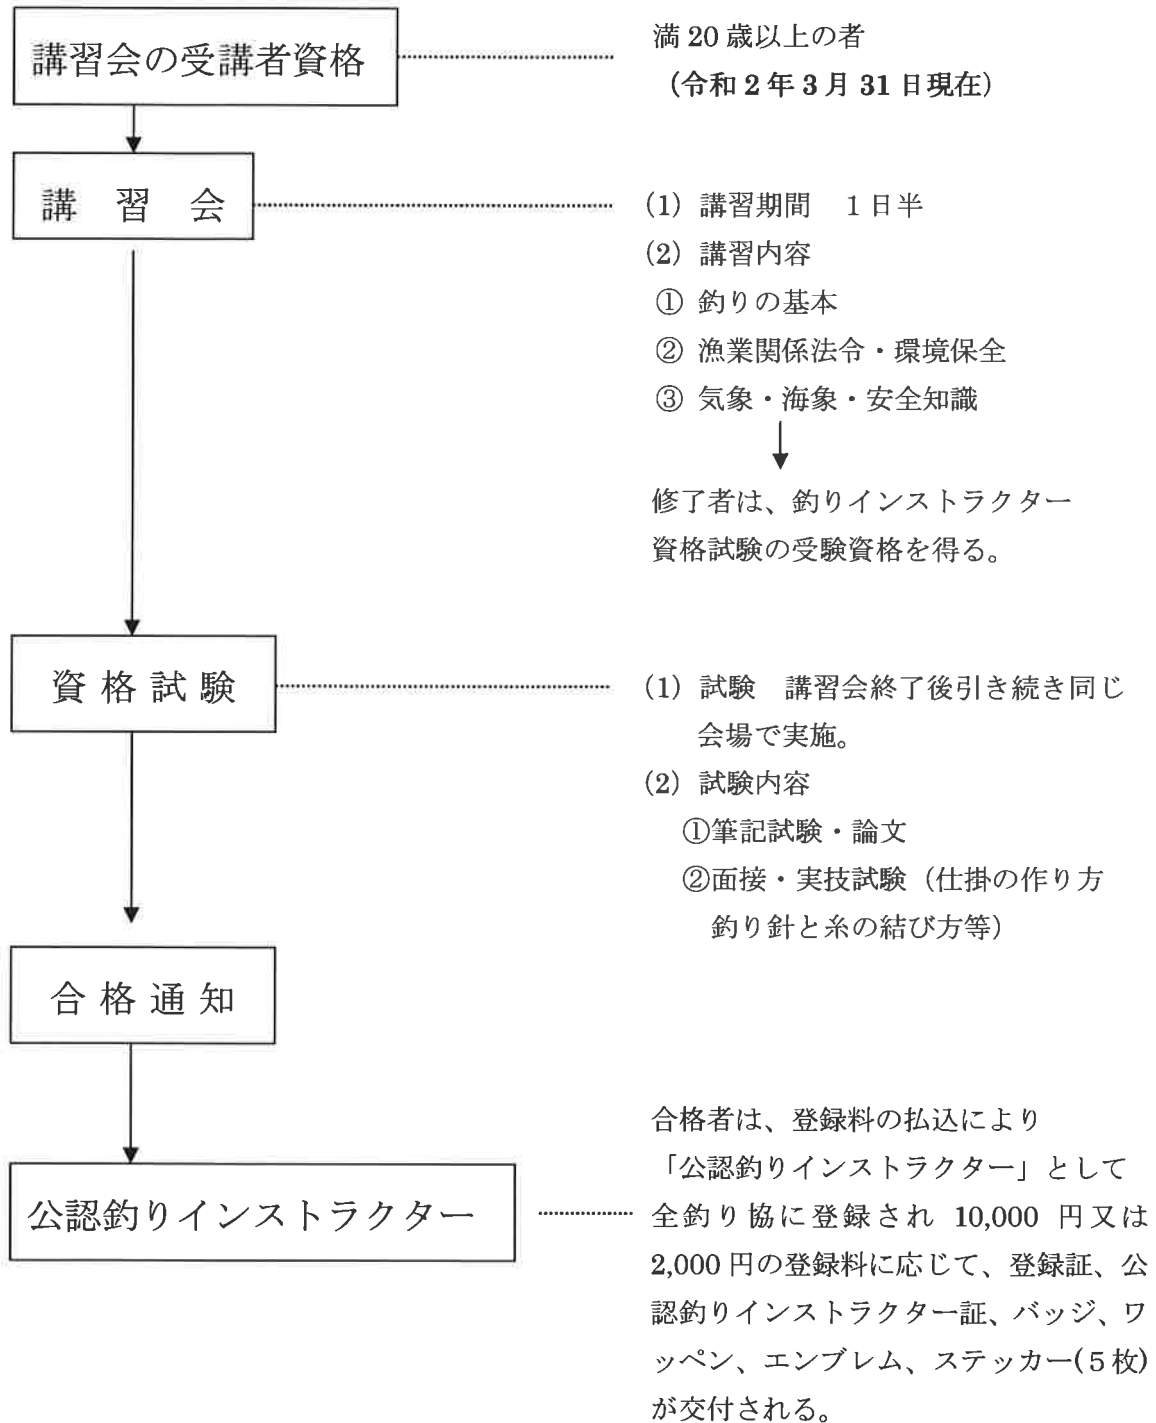 講習会の受講者資格
満 20 歳以上の者
（令和 2 年 3 月 31 日現在）
講　習　会
(1) 講習期間　１日半
(2) 講習内容
① 釣りの基本
② 漁業関係法令・環境保全
③ 気象・海象・安全知識
修了者は、釣りインストラクター
資格試験の受験資格を得る。
資 格 試 験
(1) 試験　講習会終了後引き続き同じ
会場で実施。
(2) 試験内容
①筆記試験・論文
②面接・実技試験（仕掛の作り方
釣り針と糸の結び方等）
合 格 通 知
公認釣りインストラクター
合格者は、登録料の払込により
「公認釣りインストラクター」として
全釣り協に登録され 10,000 円又は
2,000 円の登録料に応じて、登録証、公
認釣りインストラクター証、バッジ、ワ
ッペン、エンブレム、ステッカー(５枚)
が交付される。